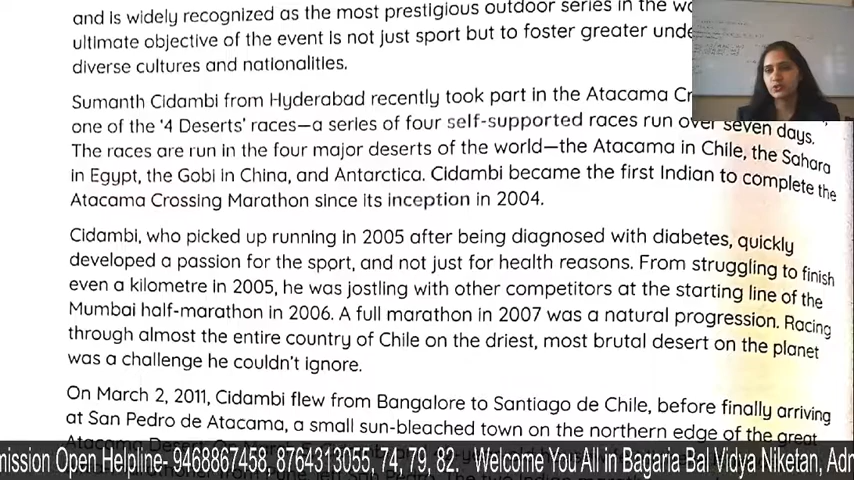 and is widely recognized as the most prestigious outdoor series in the wo
ultimate objective of the event is not just sport but to foster greater unde
diverse cultures and nationalities.
Sumanth Cidambi from Hyderabad recently took part in the Atacama Cr
one of the '4 Deserts' races—a series of four self-supported races run over seven days.
The races are run in the four major deserts of the world—the Atacama in Chile, the Sahara
in Egypt, the Gobi in China, and Antarctica. Cidambi became the first Indian to complete the
Atacama Crossing Marathon since its inception in 2004.
Cidambi, who picked up running in 2005 after being diagnosed with diabetes, quickly
developed a passion for the sport, and not just for health reasons. From struggling to finish
even a kilometre in 2005, he was jostling with other competitors at the starting line of the
Mumbai half-marathon in 2006. A full marathon in 2007 was a natural progression. Racing
through almost the entire country of Chile on the driest, most brutal desert on the planet
was a challenge he couldn't ignore.
On March 2, 2011, Cidambi flew from Bangalore to Santiago de Chile, before finally arriving
at San Pedro de Atacama, a small sun-bleached town on the northern edge of the great
Atacama Desert. On March
mission Open Helpline- 9468867458, 8764313055, 74, 79, 82. Welcome You All in Bagaria Bal Vidya Niketan, Adm